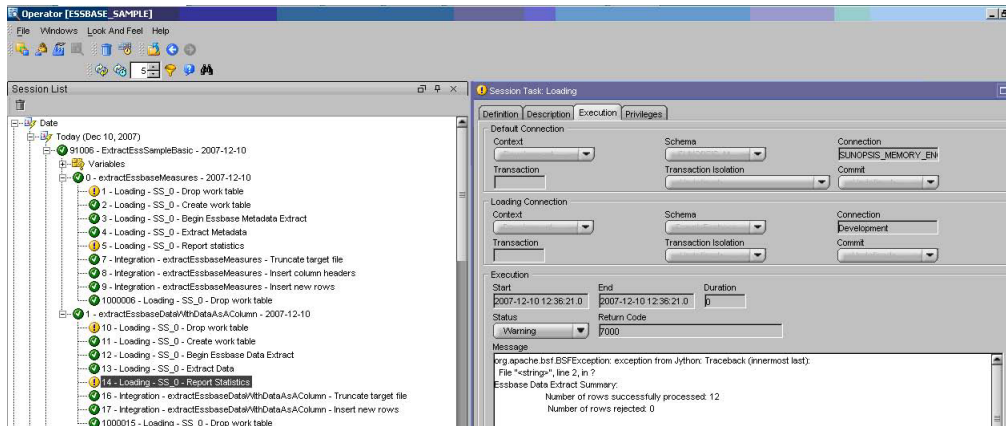 Operator [ESSBASE_SAMPLE]
File Windows Look And Feel Help
5
Session List
Date
Today (Dec 10, 2007)
91006 - ExtractEssSampleBasic - 2007-12-10
Variables
0 - extractEssbaseMeasures - 2007-12-10
1 - Loading - SS_0 - Drop work table
2 - Loading - SS_0 - Create work table
3 - Loading - SS_0 - Begin Essbase Metadata Extract
4 - Loading - SS_0 - Extract Metadata
5 - Loading - SS_0 - Report statistics
7 - Integration - extractEssbaseMeasures - Truncate target file
8 - Integration - extractEssbaseMeasures - Insert column headers
9 - Integration - extractEssbaseMeasures - Insert new rows
1000006 - Loading - SS_0 - Drop work table
1 - extractEssbaseDataWithDataAsAColumn - 2007-12-10
10 - Loading - SS_0 - Drop work table
11 - Loading - SS_0 - Create work table
12 - Loading - SS_0 - Begin Essbase Data Extract
13 - Loading - SS_0 - Extract Data
14 - Loading - SS_0 - Report Statistics
16 - Integration - extractEssbaseDataWithDataAsAColumn - Truncate target file
17 - Integration - extractEssbaseDataWithDataAsAColumn - Insert new rows
1000015 - Loading - SS_0 - Drop work table
Session Task: Loading
Definition Description Execution Privileges
Default Connection
Context Schema Connection
SUNOPSIS_MEMORY_EN
Transaction Transaction Isolation Commit
Loading Connection
Context Schema Connection
Development
Transaction Transaction Isolation Commit
Execution
Start End Duration
2007-12-10 12:36:21.0 2007-12-10 12:36:21.0 0
Status Return Code
Warning 7000
Message
org.apache.bsf.BSFException: exception from Jython: Traceback (innermost last):
File "<string>", line 2, in ?
Essbase Data Extract Summary:
Number of rows successfully processed: 12
Number of rows rejected: 0